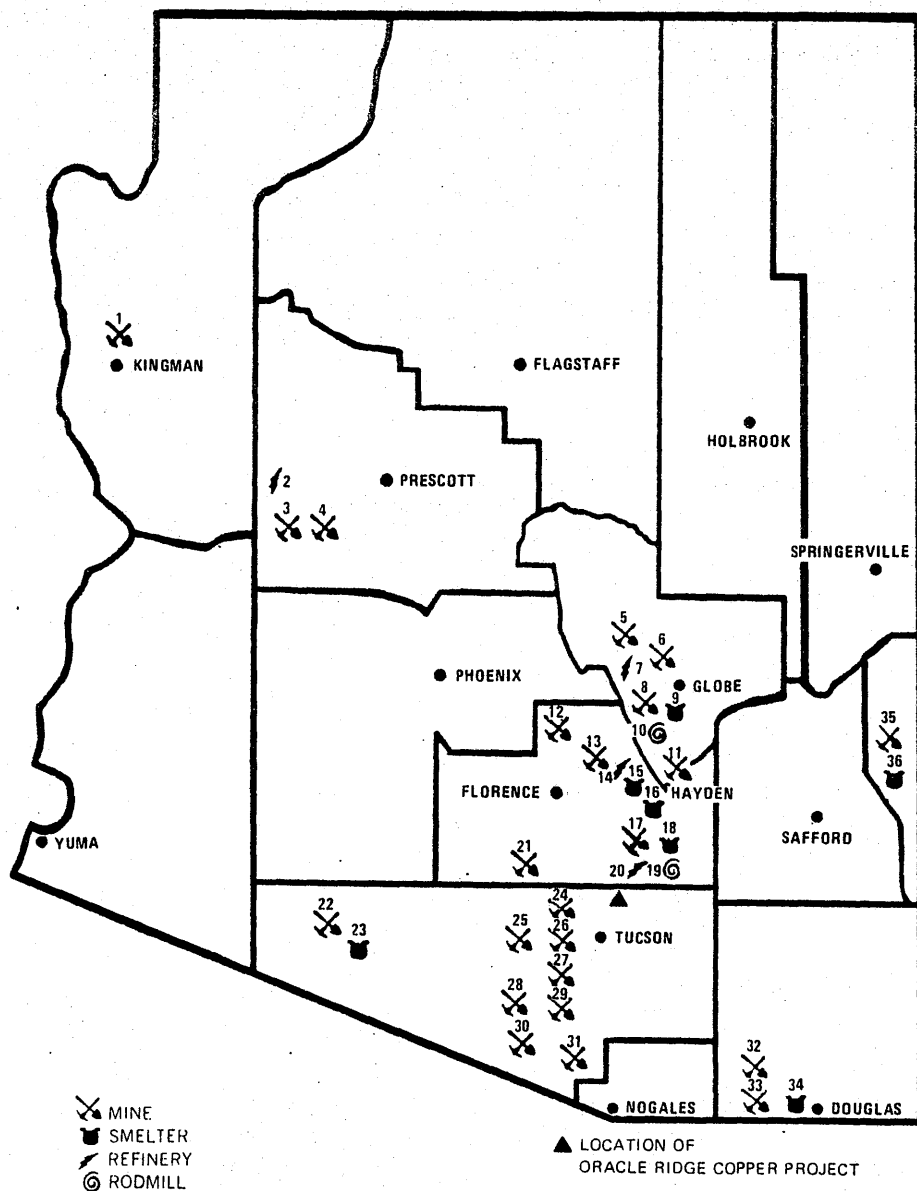 1
KINGMAN
FLAGSTAFF
HOLBROOK
2
PRESCOTT
3 4
SPRINGERVILLE
5
6
7
PHOENIX
8
GLOBE
9
10
12
35
13
11
14
15
36
FLORENCE
16
HAYDEN
SAFFORD
17
18
YUMA
21
20
19
22
23
24
25
26
TUCSON
27
28
29
30
31
32
33
34
NOGALES
DOUGLAS
MINE
SMELTER
REFINERY
RODMILL
LOCATION OF
ORACLE RIDGE COPPER PROJECT